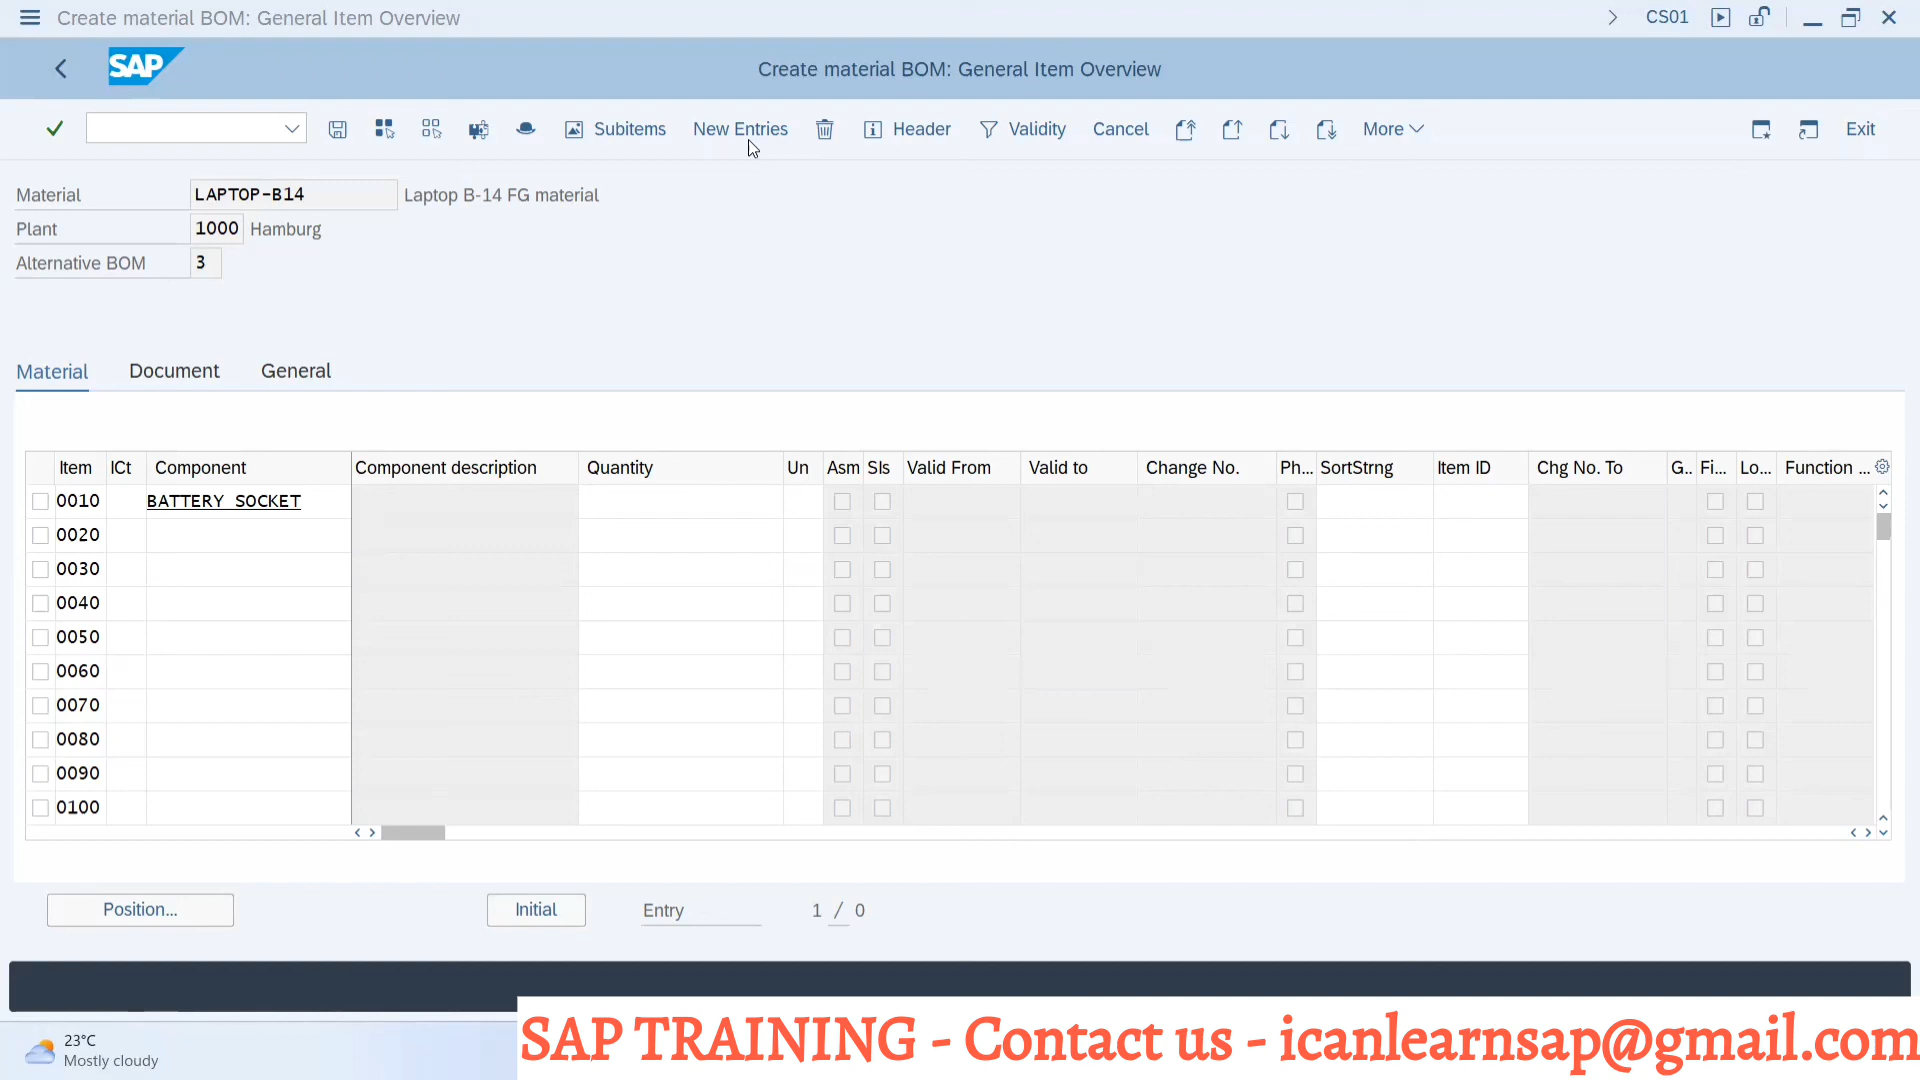 Create material BOM: General Item Overview
CS01
SAP
Create material BOM: General Item Overview
Subitems New Entries Header Validity Cancel More Exit
Material LAPTOP-B14 Laptop B-14 FG material
Plant 1000 Hamburg
Alternative BOM 3
Material Document General
Item ICt Component Component description Quantity Un Asm Sls Valid From Valid to Change No. Ph... SortStrng Item ID Chg No. To G.. Fi... Lo... Function ...
0010 BATTERY SOCKET
0020
0030
0040
0050
0060
0070
0080
0090
0100
Position... Initial Entry 1 / 0
23°C
Mostly cloudy
SAP TRAINING - Contact us - icanlearnsap@gmail.com